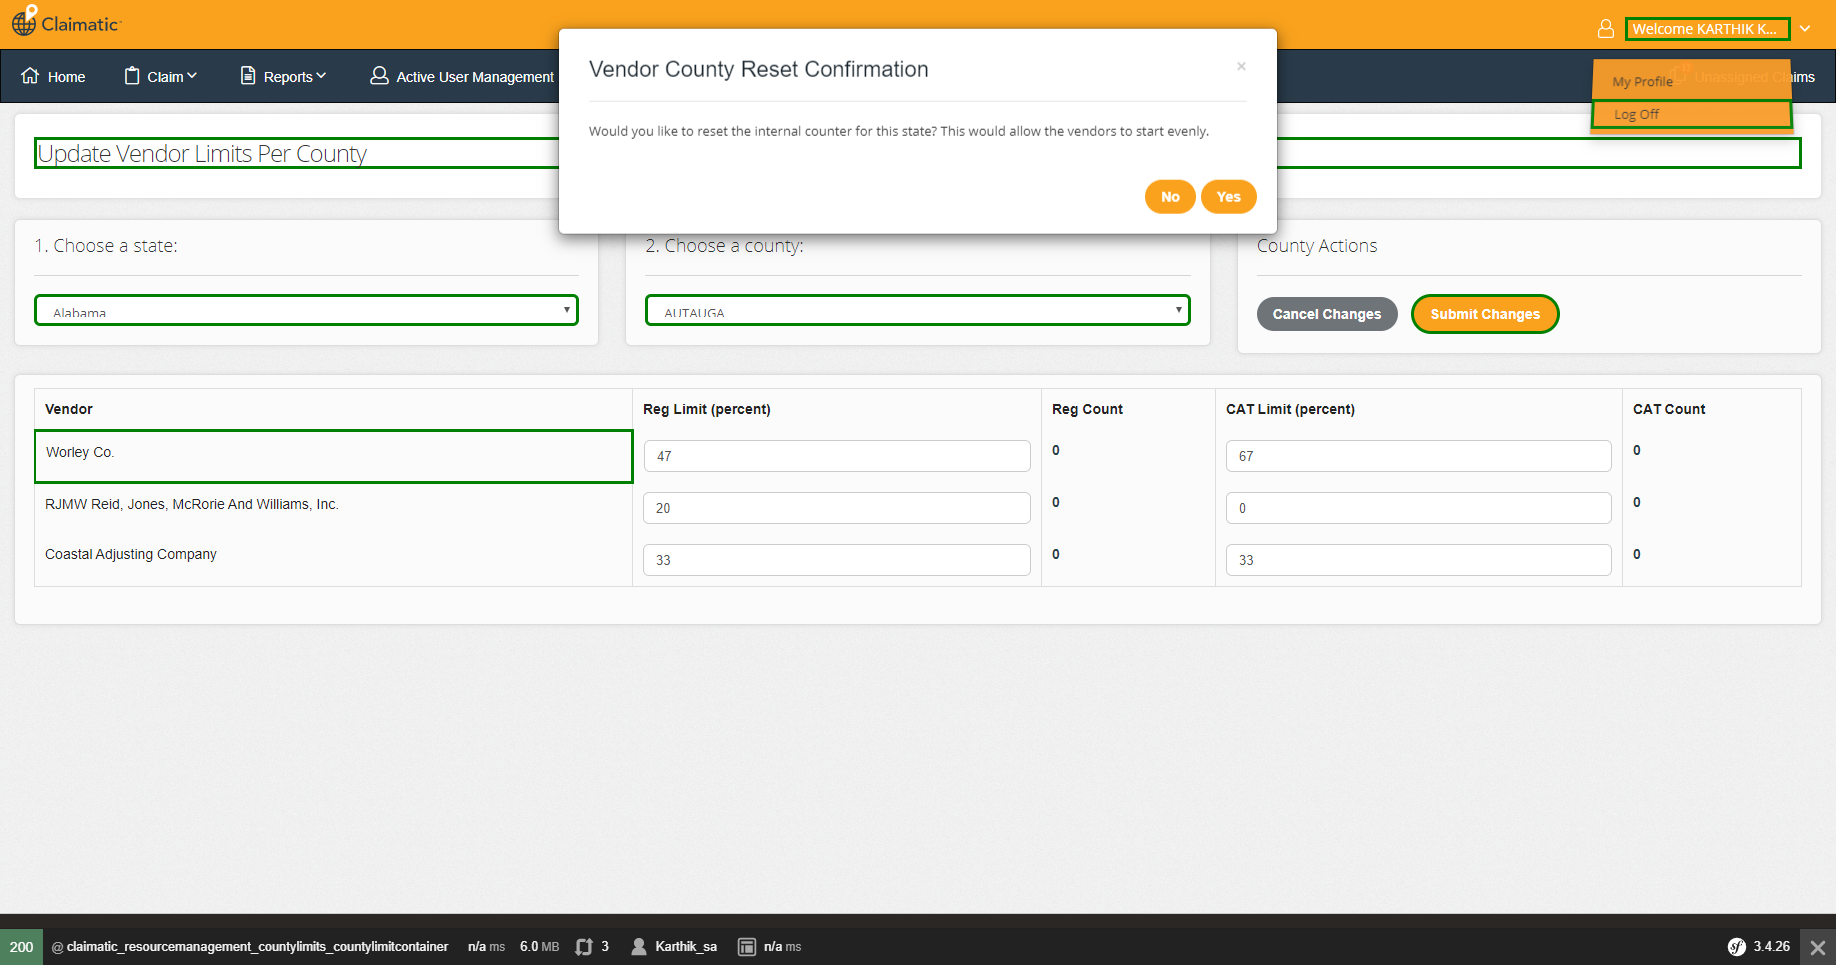 Claimatic
Welcome KARTHIK K...
Home
Claim
Reports
Active User Management
Unassigned Claims
My Profile
Log Off
Vendor County Reset Confirmation
×
Would you like to reset the internal counter for this state? This would allow the vendors to start evenly.
No
Yes
Update Vendor Limits Per County
1. Choose a state:
2. Choose a county:
County Actions
Alabama
AUTAUGA
Cancel Changes
Submit Changes
Vendor
Reg Limit (percent)
Reg Count
CAT Limit (percent)
CAT Count
Worley Co.
47
0
67
0
RJMW Reid, Jones, McRorie And Williams, Inc.
20
0
0
0
Coastal Adjusting Company
33
0
33
0
200
@ claimatic_resourcemanagement_countylimits_countylimitcontainer
n/a ms
6.0 MB
3
Karthik_sa
n/a ms
sf
3.4.26